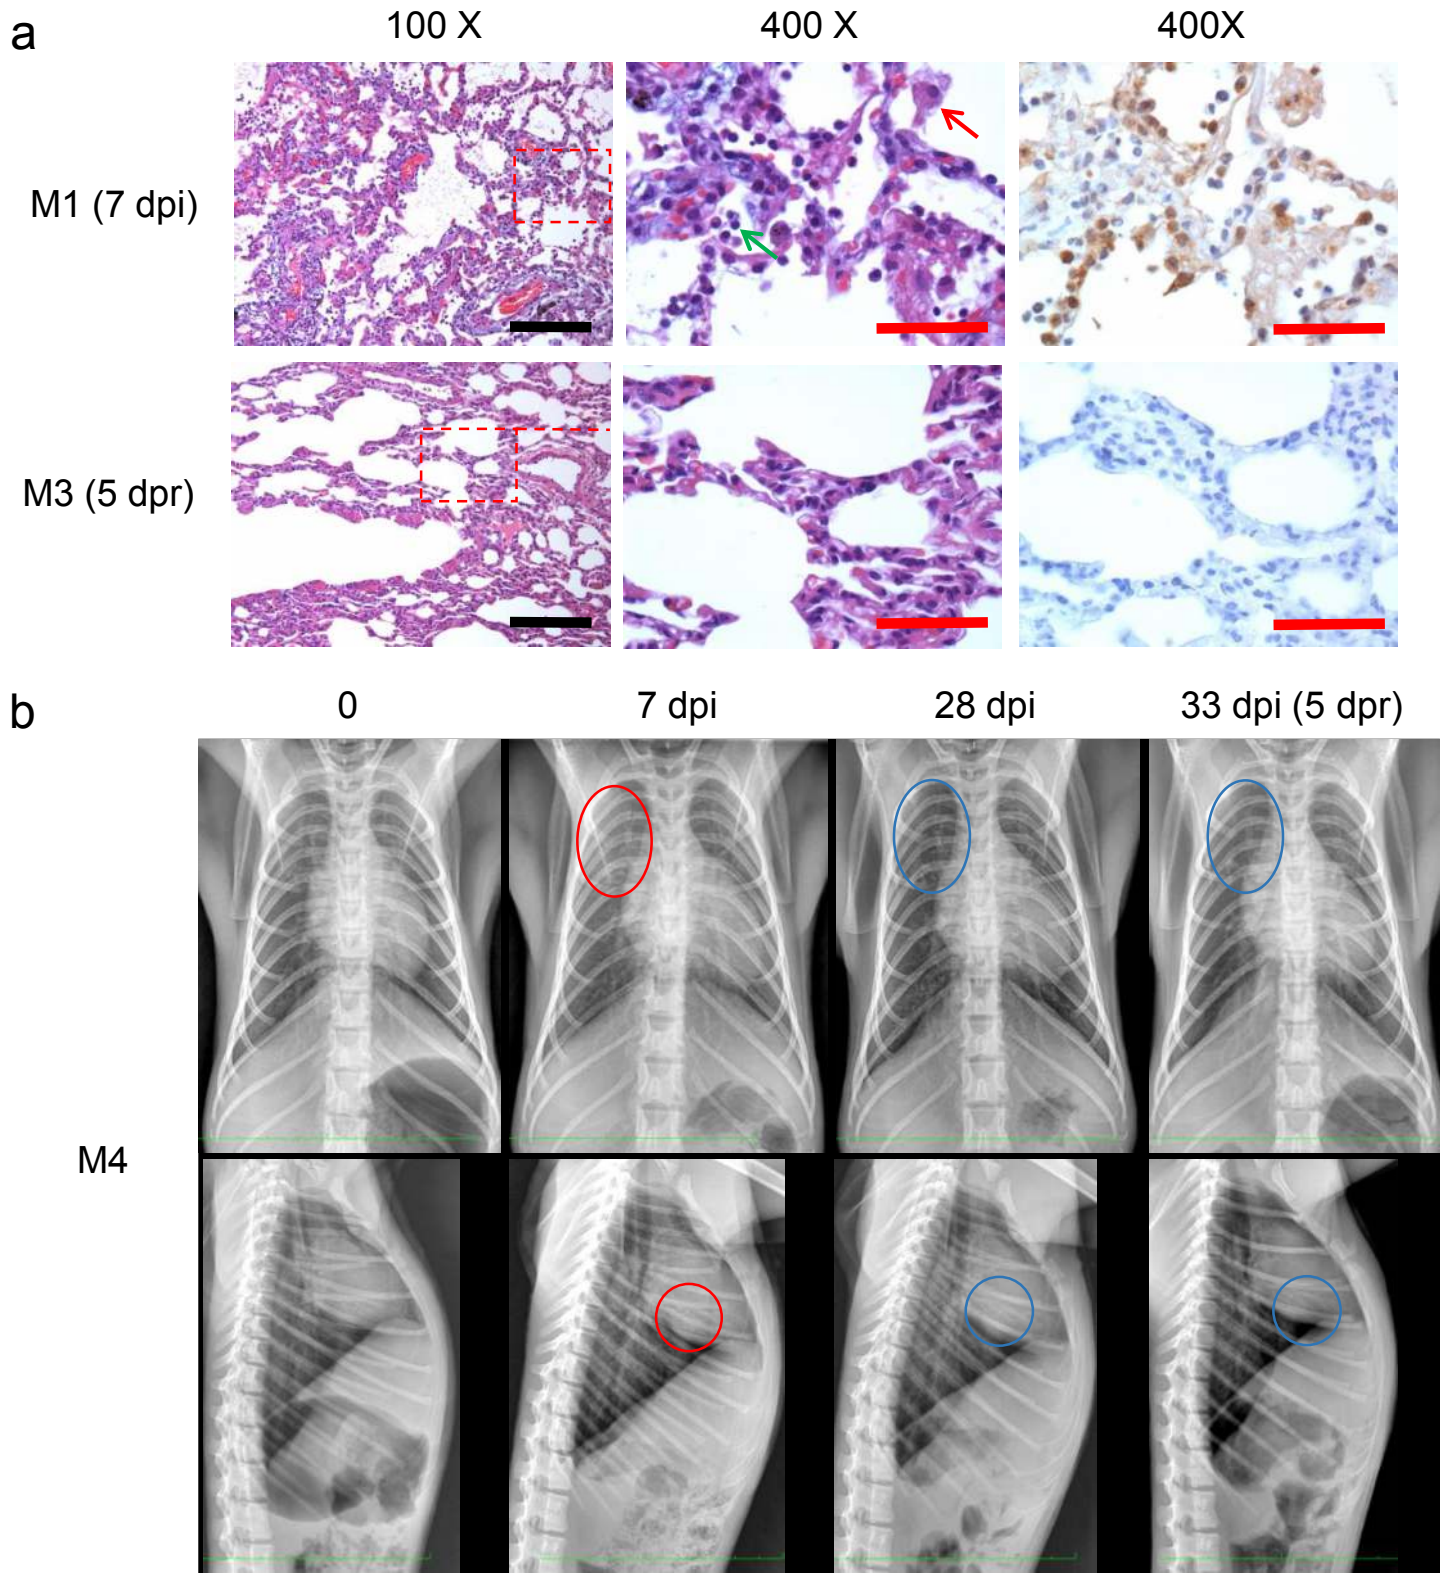 a
100 X 400 X 400X
M1 (7 dpi)
M3 (5 dpr)
b
0 7 dpi 28 dpi 33 dpi (5 dpr)
M4